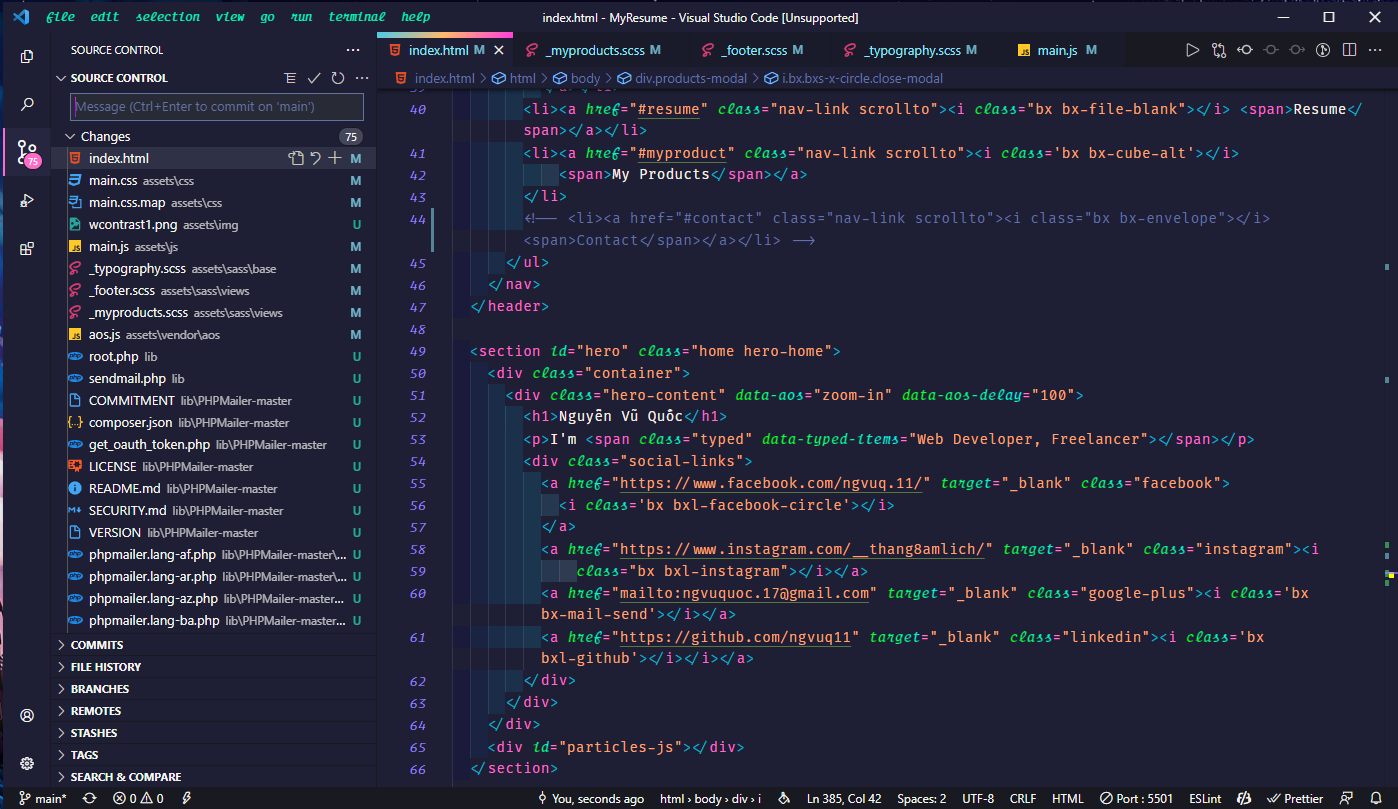 file edit selection view go run terminal help
index.html - MyResume - Visual Studio Code [Unsupported]
SOURCE CONTROL
index.html M
_myproducts.scss M
_footer.scss M
_typography.scss M
main.js M
SOURCE CONTROL
index.html > html > body > div.products-modal > i.bx.bxs-x-circle.close-modal
Message (Ctrl+Enter to commit on 'main')
Changes 75
75
index.html M
main.css assets\css M
main.css.map assets\css M
wcontrast1.png assets\img U
main.js assets\js M
_typography.scss assets\sass\base M
_footer.scss assets\sass\views M
_myproducts.scss assets\sass\views M
aos.js assets\vendor\aos M
root.php lib U
sendmail.php lib U
COMMITMENT lib\PHPMailer-master U
composer.json lib\PHPMailer-master U
get_oauth_token.php lib\PHPMailer-master U
LICENSE lib\PHPMailer-master U
README.md lib\PHPMailer-master U
SECURITY.md lib\PHPMailer-master U
VERSION lib\PHPMailer-master U
phpmailer.lang-af.php lib\PHPMailer-master\... U
phpmailer.lang-ar.php lib\PHPMailer-master\... U
phpmailer.lang-az.php lib\PHPMailer-master... U
phpmailer.lang-ba.php lib\PHPMailer-master... U
COMMITS
FILE HISTORY
BRANCHES
REMOTES
STASHES
TAGS
SEARCH & COMPARE
40 <li><a href="#resume" class="nav-link scrollto"><i class="bx bx-file-blank"></i> <span>Resume</
span></a></li>
41 <li><a href="#myproduct" class="nav-link scrollto"><i class='bx bx-cube-alt'></i>
42 <span>My Products</span></a>
43 </li>
44 <!-- <li><a href="#contact" class="nav-link scrollto"><i class="bx bx-envelope"></i>
<span>Contact</span></a></li> -->
45 </ul>
46 </nav>
47 </header>
48
49 <section id="hero" class="home hero-home">
50 <div class="container">
51 <div class="hero-content" data-aos="zoom-in" data-aos-delay="100">
52 <h1>Nguyễn Vũ Quốc</h1>
53 <p>I'm <span class="typed" data-typed-items="Web Developer, Freelancer"></span></p>
54 <div class="social-links">
55 <a href="https://www.facebook.com/ngvuq.11/" target="_blank" class="facebook">
56 <i class='bx bxl-facebook-circle'></i>
57 </a>
58 <a href="https://www.instagram.com/__thang8amlich/" target="_blank" class="instagram"><i
59 class="bx bxl-instagram"></i></a>
60 <a href="mailto:ngvuquoc.17@gmail.com" target="_blank" class="google-plus"><i class='bx
bx-mail-send'></i></a>
61 <a href="https://github.com/ngvuq11" target="_blank" class="linkedin"><i class='bx
bxl-github'></i></i></a>
62 </div>
63 </div>
64 </div>
65 <div id="particles-js"></div>
66 </section>
main* 0 0 You, seconds ago html › body › div › i Ln 385, Col 42 Spaces: 2 UTF-8 CRLF HTML Port : 5501 ESLint Prettier